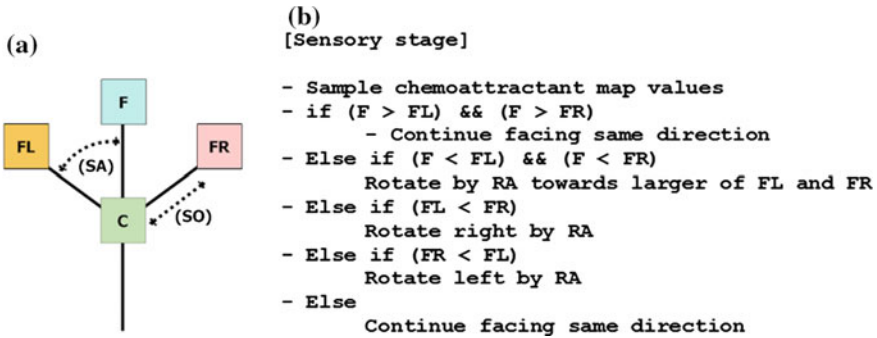 (a)
F
FL
FR
(SA)
(SO)
C
(b)
[Sensory stage]
- Sample chemoattractant map values
- if (F > FL) && (F > FR)
- Continue facing same direction
- Else if (F < FL) && (F < FR)
Rotate by RA towards larger of FL and FR
- Else if (FL < FR)
Rotate right by RA
- Else if (FR < FL)
Rotate left by RA
- Else
Continue facing same direction